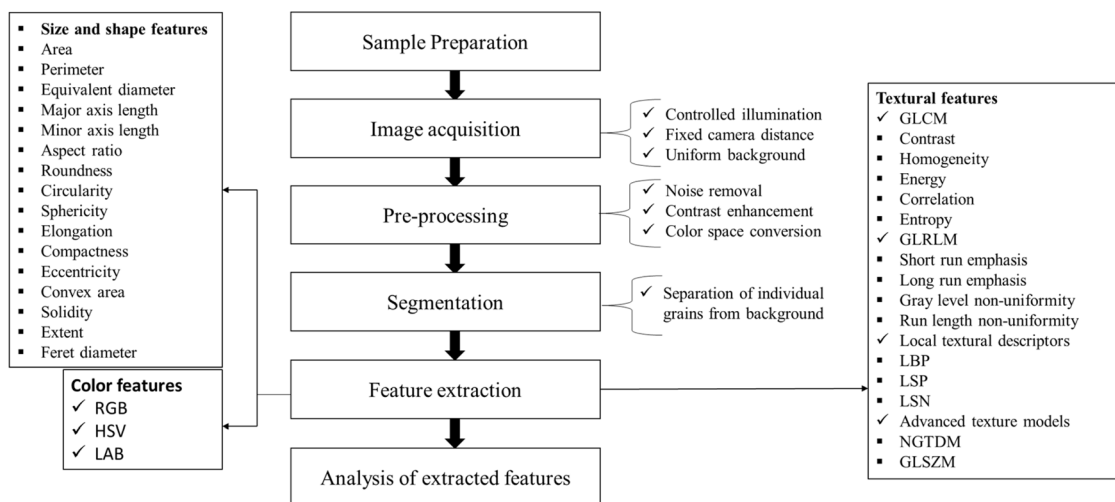 Size and shape features
Area
Perimeter
Equivalent diameter
Major axis length
Minor axis length
Aspect ratio
Roundness
Circularity
Sphericity
Elongation
Compactness
Eccentricity
Convex area
Solidity
Extent
Feret diameter
Color features
RGB
HSV
LAB
Sample Preparation
Image acquisition
Controlled illumination
Fixed camera distance
Uniform background
Pre-processing
Noise removal
Contrast enhancement
Color space conversion
Segmentation
Separation of individual
grains from background
Feature extraction
Analysis of extracted features
Textural features
GLCM
Contrast
Homogeneity
Energy
Correlation
Entropy
GLRLM
Short run emphasis
Long run emphasis
Gray level non-uniformity
Run length non-uniformity
Local textural descriptors
LBP
LSP
LSN
Advanced texture models
NGTDM
GLSZM